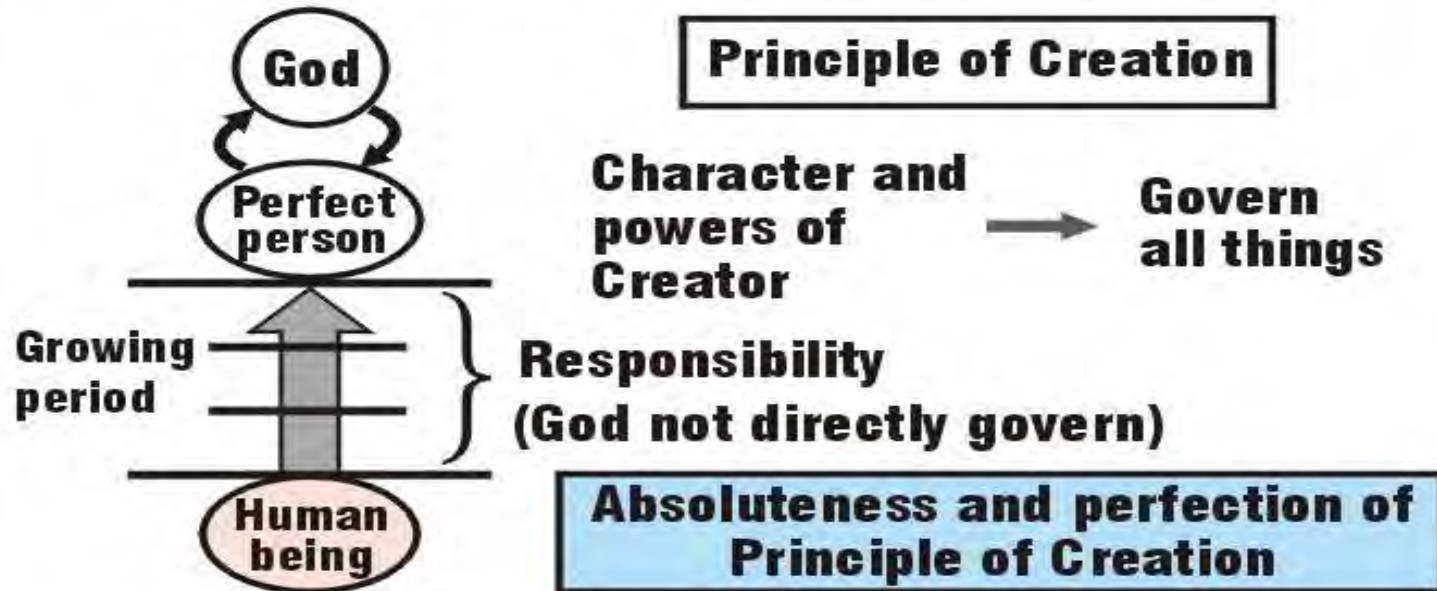 God
Principle of Creation
Perfect
person
Character and
powers of
Creator
Govern
all things
Growing
period
Responsibility
(God not directly govern)
Human
being
Absoluteness and perfection of
Principle of Creation